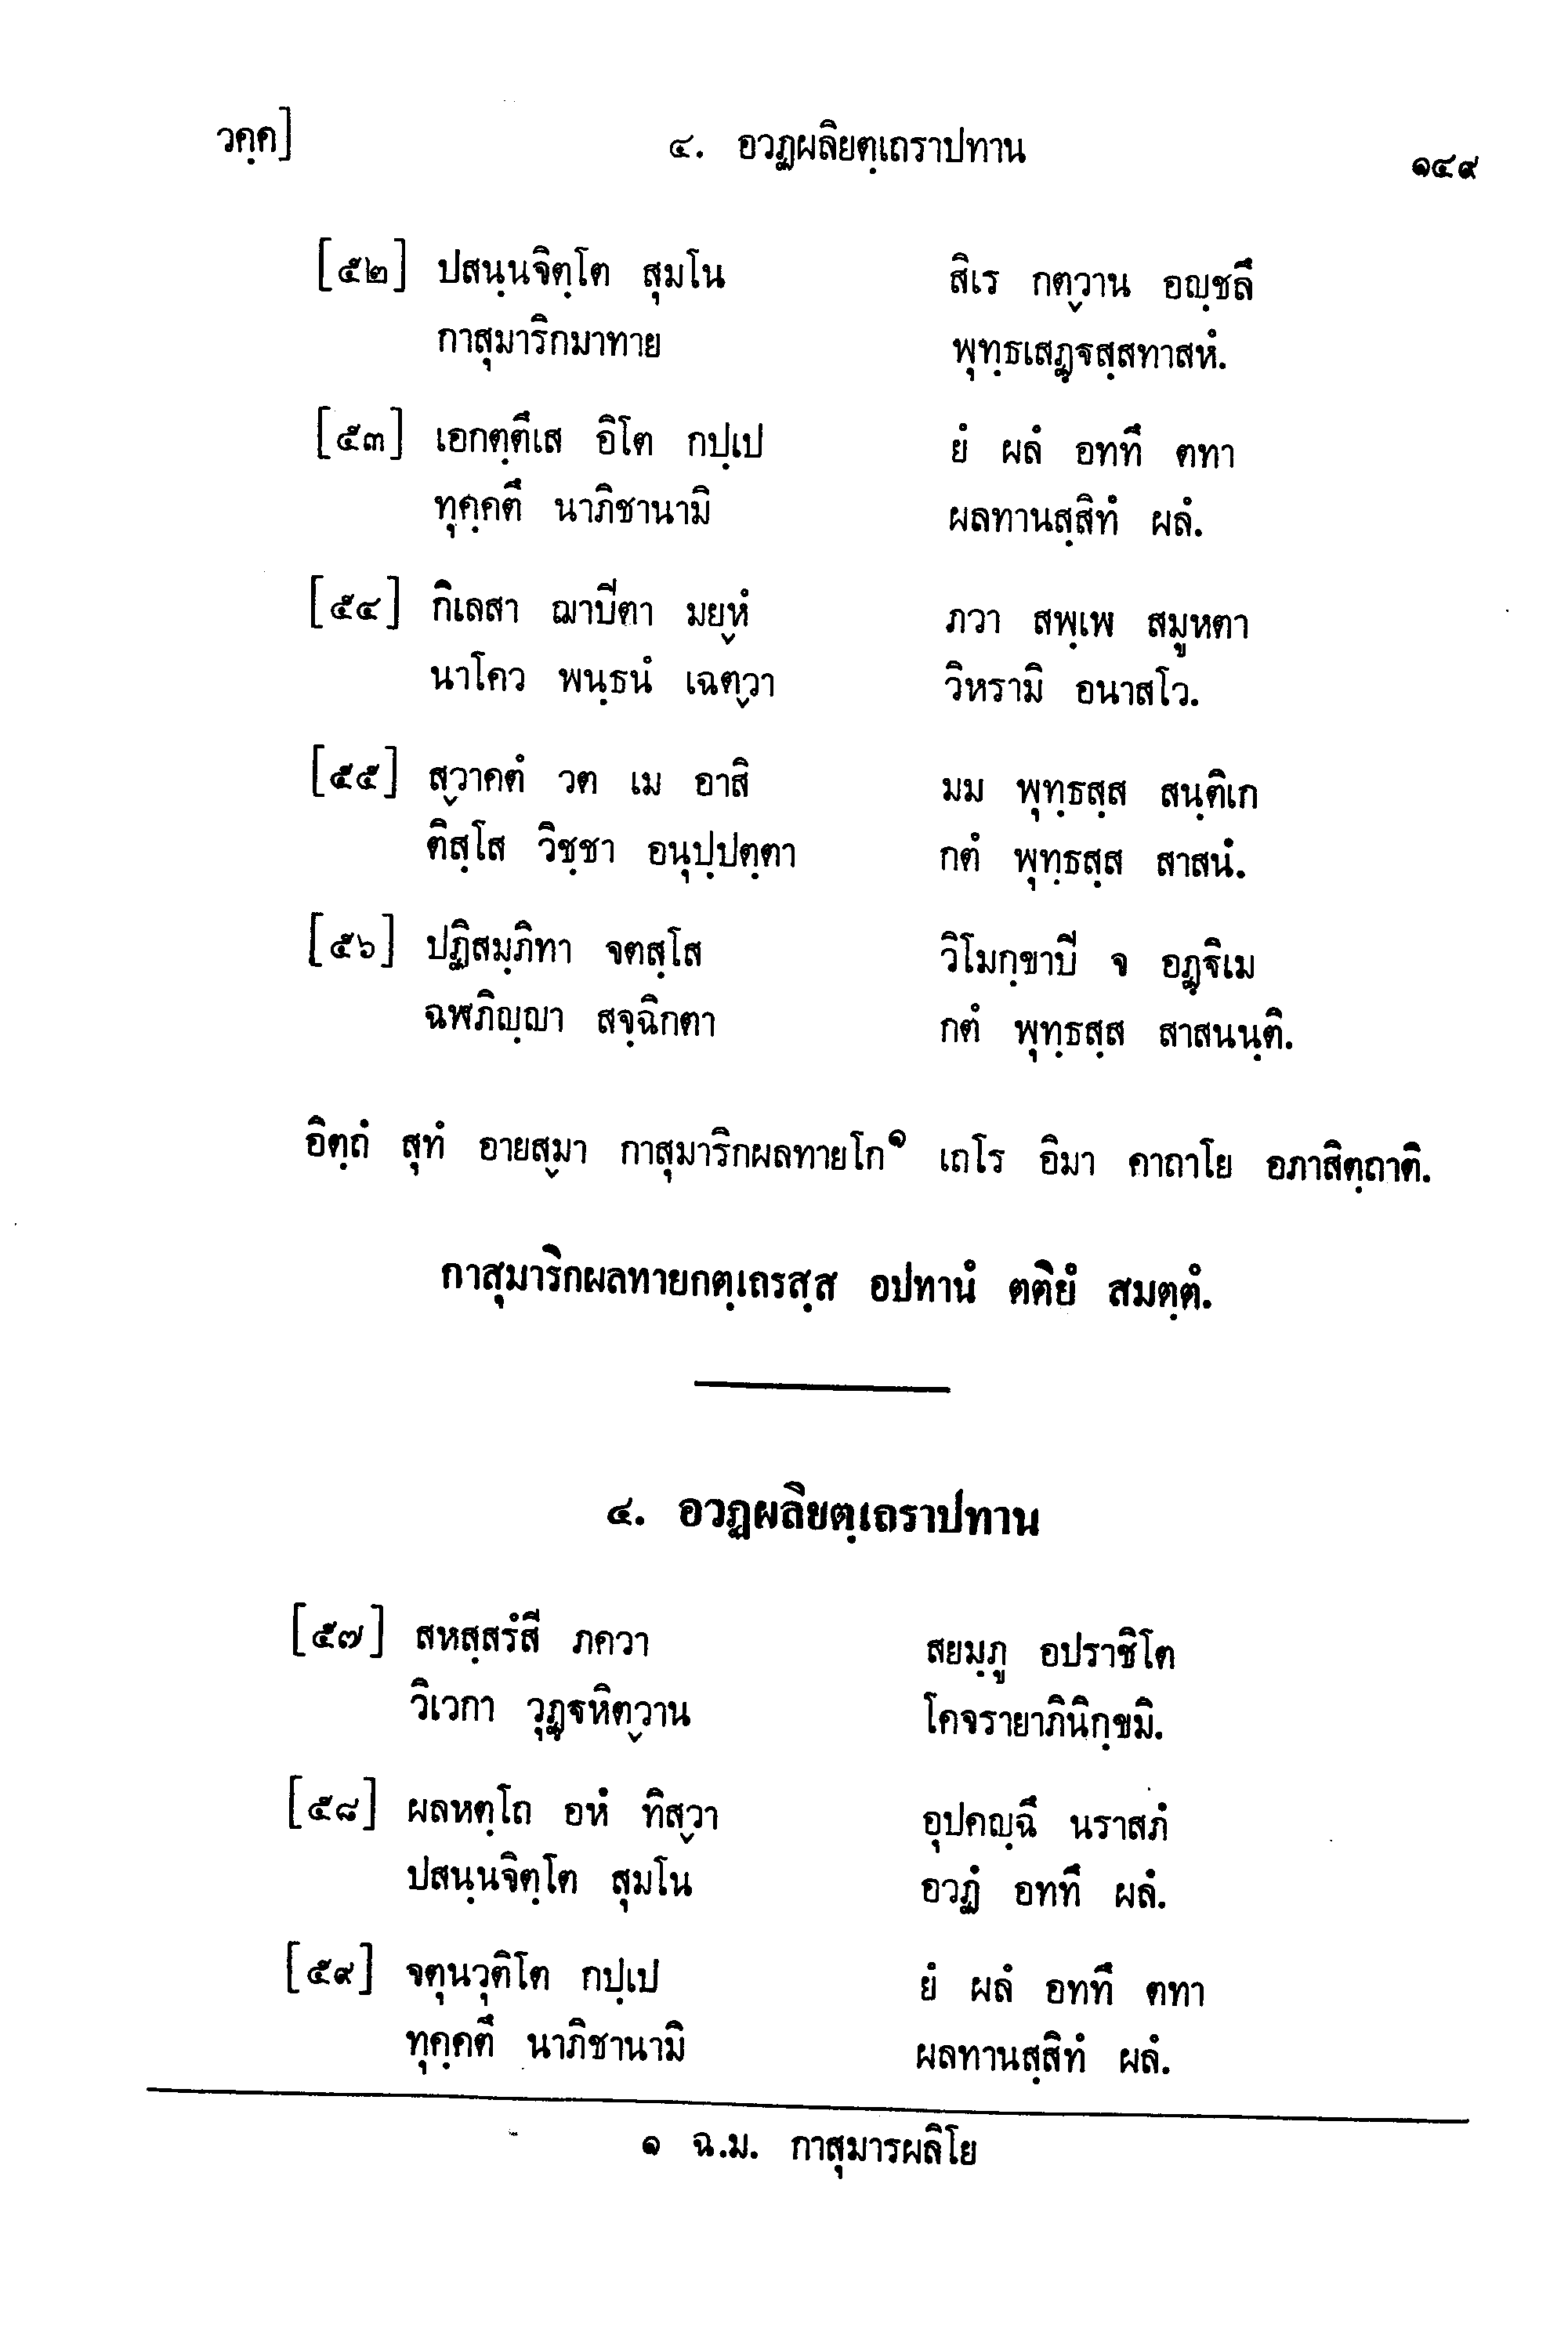 วคฺค] ๔. อวฏผลิยตฺเถราปทาน ๑๔๙
[๕๒] ปสนฺนจิตฺโต สุมโน สิเร กตฺวาน อญฺชลึ
กาสุมาริกมาทาย พุทฺธเสฏฺฐสฺสทาสหํ.
[๕๓] เอกตฺตึเส อิโต กปฺเป ยํ ผลํ อททึ ตทา
ทุคฺคตึ นาภิชานามิ ผลทานสฺสิทํ ผลํ.
[๕๔] กิเลสา ฌาปิตา มยฺหํ ภวา สพฺเพ สมูหตา
นาโคว พนฺธนํ เฉตฺวา วิหรามิ อนาสโว.
[๕๕] สฺวาคตํ วต เม อาสิ มม พุทฺธสฺส สนฺติเก
ติสฺโส วิชฺชา อนุปฺปตฺตา กตํ พุทฺธสฺส สาสนํ.
[๕๖] ปฏิสมฺภิทา จตสฺโส วิโมกฺขาปิ จ อฏฺฐิเม
ฉฬภิญฺญา สจฺฉิกตา กตํ พุทฺธสฺส สาสนนฺติ.
อิตฺถํ สุทํ อายสฺมา กาสุมาริกผลทายโก๑ เถโร อิมา คาถาโย อภาสิตฺถาติ.
กาสุมาริกผลทายกตฺเถรสฺส อปทานํ ตติยํ สมตฺตํ.
๔. อวฏผลิยตฺเถราปทาน
[๕๗] สหสฺสรํสี ภควา สยมฺภู อปราชิโต
วิเวกา วุฏฺฐหิตฺวาน โคจรายาภินิกฺขมิ.
[๕๘] ผลหตฺโถ อหํ ทิสฺวา อุปคญฺฉึ นราสภํ
ปสนฺนจิตฺโต สุมโน อวฏํ อททึ ผลํ.
[๕๙] จตุนวุติโต กปฺเป ยํ ผลํ อททึ ตทา
ทุคฺคตึ นาภิชานามิ ผลทานสฺสิทํ ผลํ.
๑ ฉ.ม. กาสุมารผลิโย